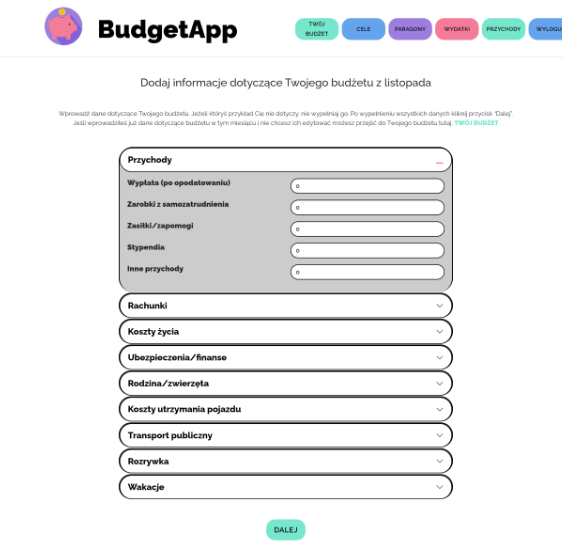 BudgetApp
TWÓJ
BUDŻET
CELE
PARAGONY
WYDATKI
PRZYCHODY
WYLOGU
Dodaj informacje dotyczące Twojego budżetu z listopada
Wprowadź dane dotyczące Twojego budżetu. Jeżeli któryś przykład Cię nie dotyczy, nie wypełniaj go. Po wypełnieniu wszystkich danych kliknij przycisk "Dalej".
Jeśli wprowadziłeś już dane dotyczące budżetu w tym miesiącu i nie chcesz ich edytować możesz przejść do Twojego budżetu tutaj: TWÓJ BUDŻET
Przychody
Wypłata (po opodatkowaniu)
0
Zarobki z samozatrudnienia
0
Zasiłki/zapomogi
0
Stypendia
0
Inne przychody
0
Rachunki
Koszty życia
Ubezpieczenia/finanse
Rodzina/zwierzęta
Koszty utrzymania pojazdu
Transport publiczny
Rozrywka
Wakacje
DALEJ